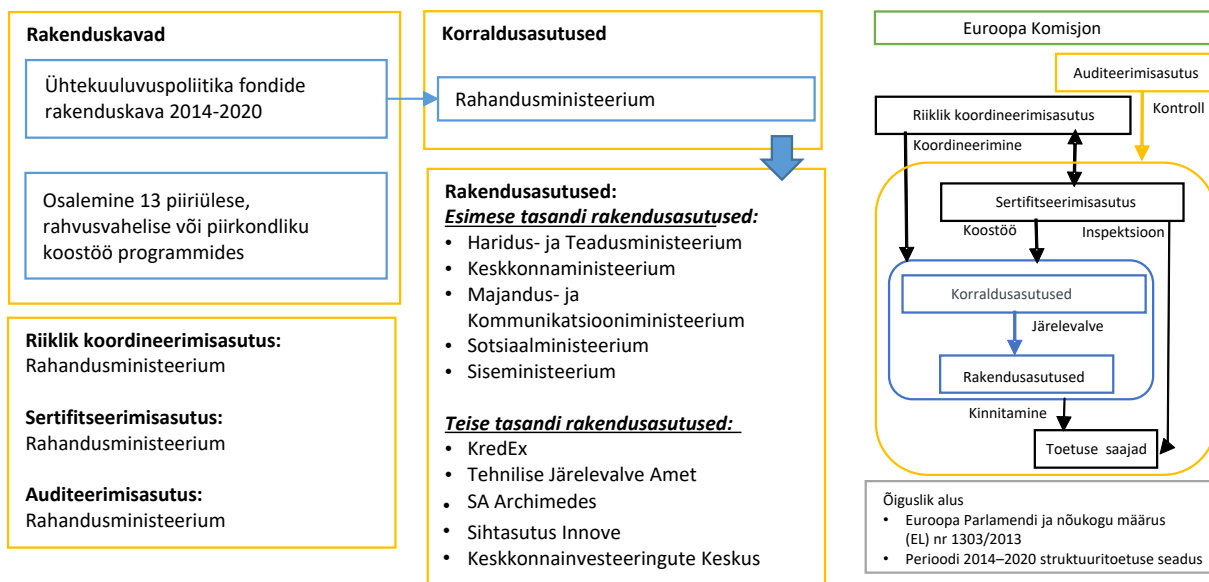 Rakenduskavad
Ühtekuuluvuspoliitika fondide
rakenduskava 2014-2020
Osalemine 13 piiriülese,
rahvusvahelise või piirkondliku
koostöö programmides
Riiklik koordineerimisasutus:
Rahandusministeerium
Sertifitseerimisasutus:
Rahandusministeerium
Auditeerimisasutus:
Rahandusministeerium
Korraldusasutused
Rahandusministeerium
Rakendusasutused:
Esimese tasandi rakendusasutused:
• Haridus- ja Teadusministeerium
• Keskkonnaministeerium
• Majandus- ja
Kommunikatsiooniministeerium
• Sotsiaalministeerium
• Siseministeerium
Teise tasandi rakendusasutused:
• KredEx
• Tehnilise Järelevalve Amet
• SA Archimedes
• Sihtasutus Innove
• Keskkonnainvesteeringute Keskus
Euroopa Komisjon
Auditeerimisasutus
Kontroll
Riiklik koordineerimisasutus
Koordineerimine
Sertifitseerimisasutus
Koostöö
Inspektsioon
Korraldusasutused
Järelevalve
Rakendusasutused
Kinnitamine
Toetuse saajad
Õiguslik alus
• Euroopa Parlamendi ja nõukogu määrus
(EL) nr 1303/2013
• Perioodi 2014–2020 struktuuritoetuse seadus